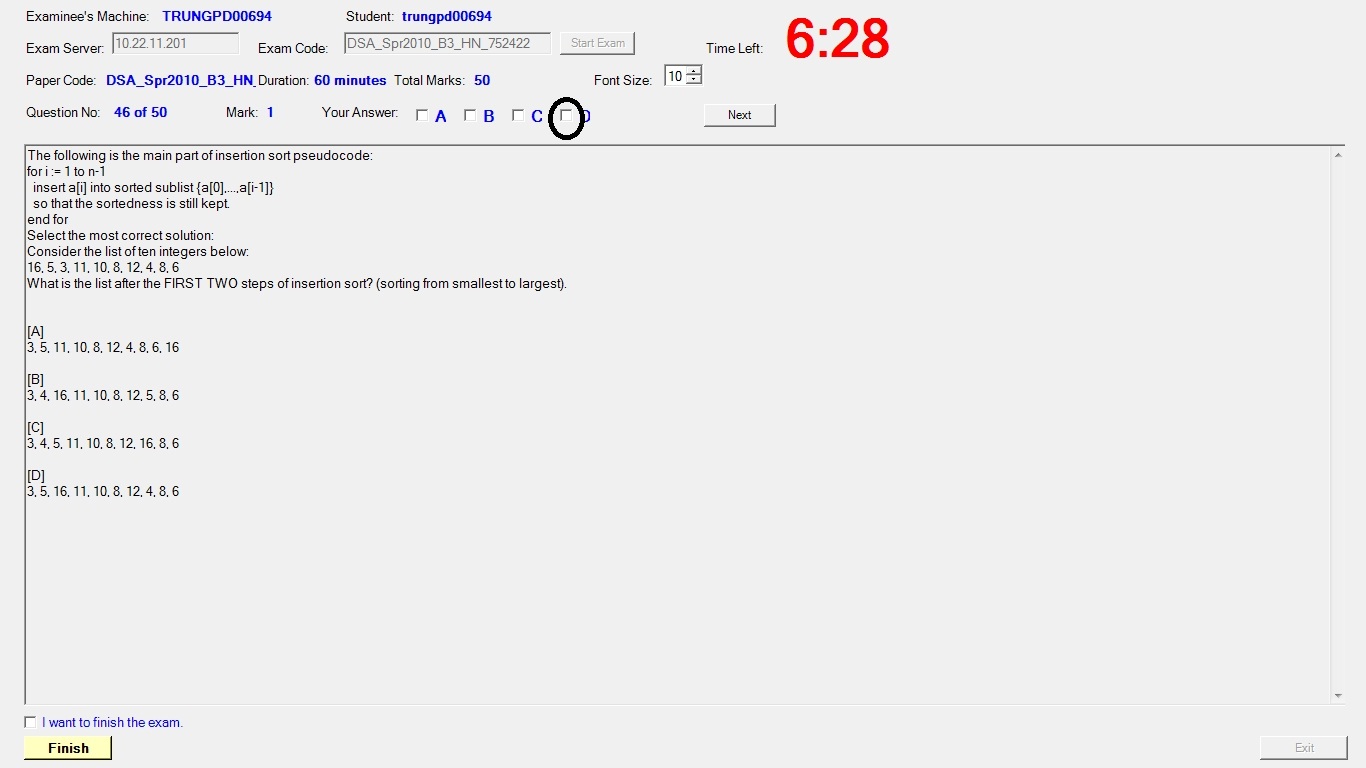 Examinee's Machine: TRUNGPD00694 Student: trungpd00694
Exam Server: 10.22.11.201 Exam Code: DSA_Spr2010_B3_HN_752422 Start Exam Time Left: 6:28
Paper Code: DSA_Spr2010_B3_HN_ Duration: 60 minutes Total Marks: 50 Font Size: 10
Question No: 46 of 50 Mark: 1 Your Answer: A B C D Next
The following is the main part of insertion sort pseudocode:
for i := 1 to n-1
insert a[i] into sorted sublist {a[0],...,a[i-1]}
so that the sortedness is still kept.
end for
Select the most correct solution:
Consider the list of ten integers below:
16, 5, 3, 11, 10, 8, 12, 4, 8, 6
What is the list after the FIRST TWO steps of insertion sort? (sorting from smallest to largest).
[A]
3, 5, 11, 10, 8, 12, 4, 8, 6, 16
[B]
3, 4, 16, 11, 10, 8, 12, 5, 8, 6
[C]
3, 4, 5, 11, 10, 8, 12, 16, 8, 6
[D]
3, 5, 16, 11, 10, 8, 12, 4, 8, 6
I want to finish the exam.
Finish Exit